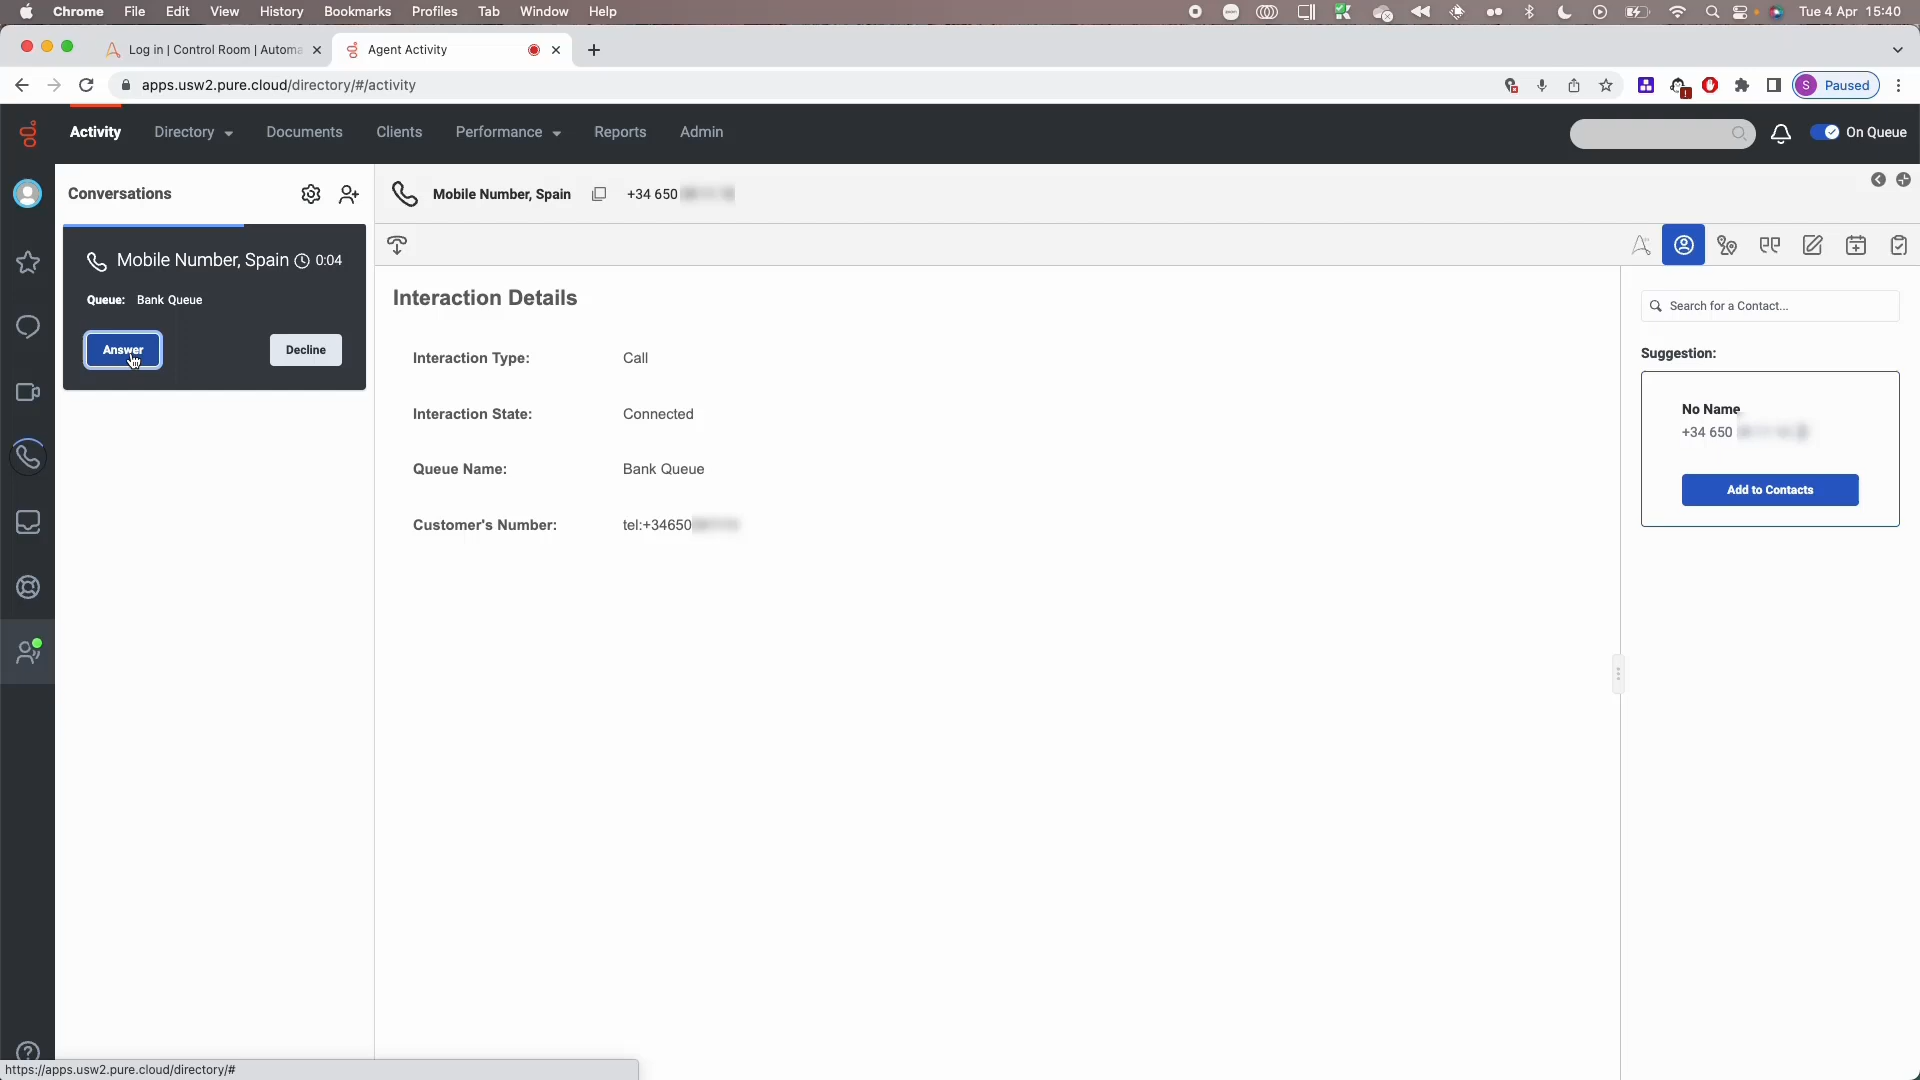 Chrome File Edit View History Bookmarks Profiles Tab Window Help Tue 4 Apr 15:40
Log in | Control Room | Automa Agent Activity
apps.usw2.pure.cloud/directory/#/activity S Paused
Activity Directory Documents Clients Performance Reports Admin On Queue
Conversations
Mobile Number, Spain +34 650
Mobile Number, Spain 0:04
Queue: Bank Queue
Answer Decline
Interaction Details
Interaction Type: Call
Interaction State: Connected
Queue Name: Bank Queue
Customer's Number: tel:+34650
Search for a Contact...
Suggestion:
No Name
+34 650
Add to Contacts
https://apps.usw2.pure.cloud/directory/#